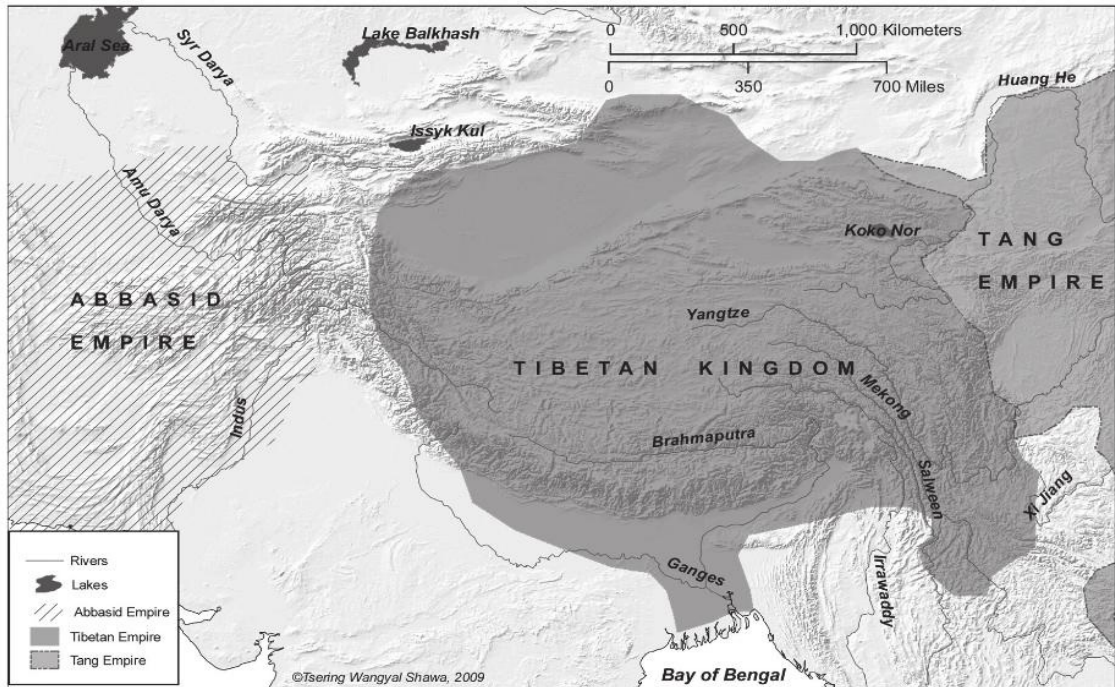 Aral Sea
Syr Darya
Lake Balkhash
0 500 1,000 Kilometers
0 350 700 Miles
Huang He
Issyk Kul
Amu Darya
Koko Nor
TANG
EMPIRE
ABBASID
EMPIRE
Yangtze
TIBETAN KINGDOM
Mekong
Indus
Brahmaputra
Salween
Xi Jiang
Ganges
Irrawaddy
Rivers
Lakes
Abbasid Empire
Tibetan Empire
Tang Empire
©Tsering Wangyal Shawa, 2009
Bay of Bengal